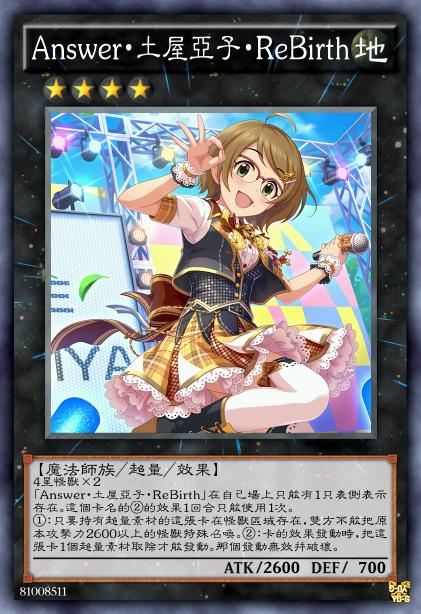 Answer·土屋亞子·ReBirth
地
IYA
【魔法師族/超量/效果】
4星怪獸×2
「Answer·土屋亞子·ReBirth」在自己場上只能有1只表側表示
存在。這個卡名的②的效果1回合只能使用1次。
①:只要持有超量素材的這張卡在怪獸區域存在,雙方不能把原
本攻擊力2600以上的怪獸特殊召喚。②:卡的效果發動時,把這
張卡1個超量素材取除才能發動。那個發動無效并破壞。
ATK/2600 DEF/ 700
81008511